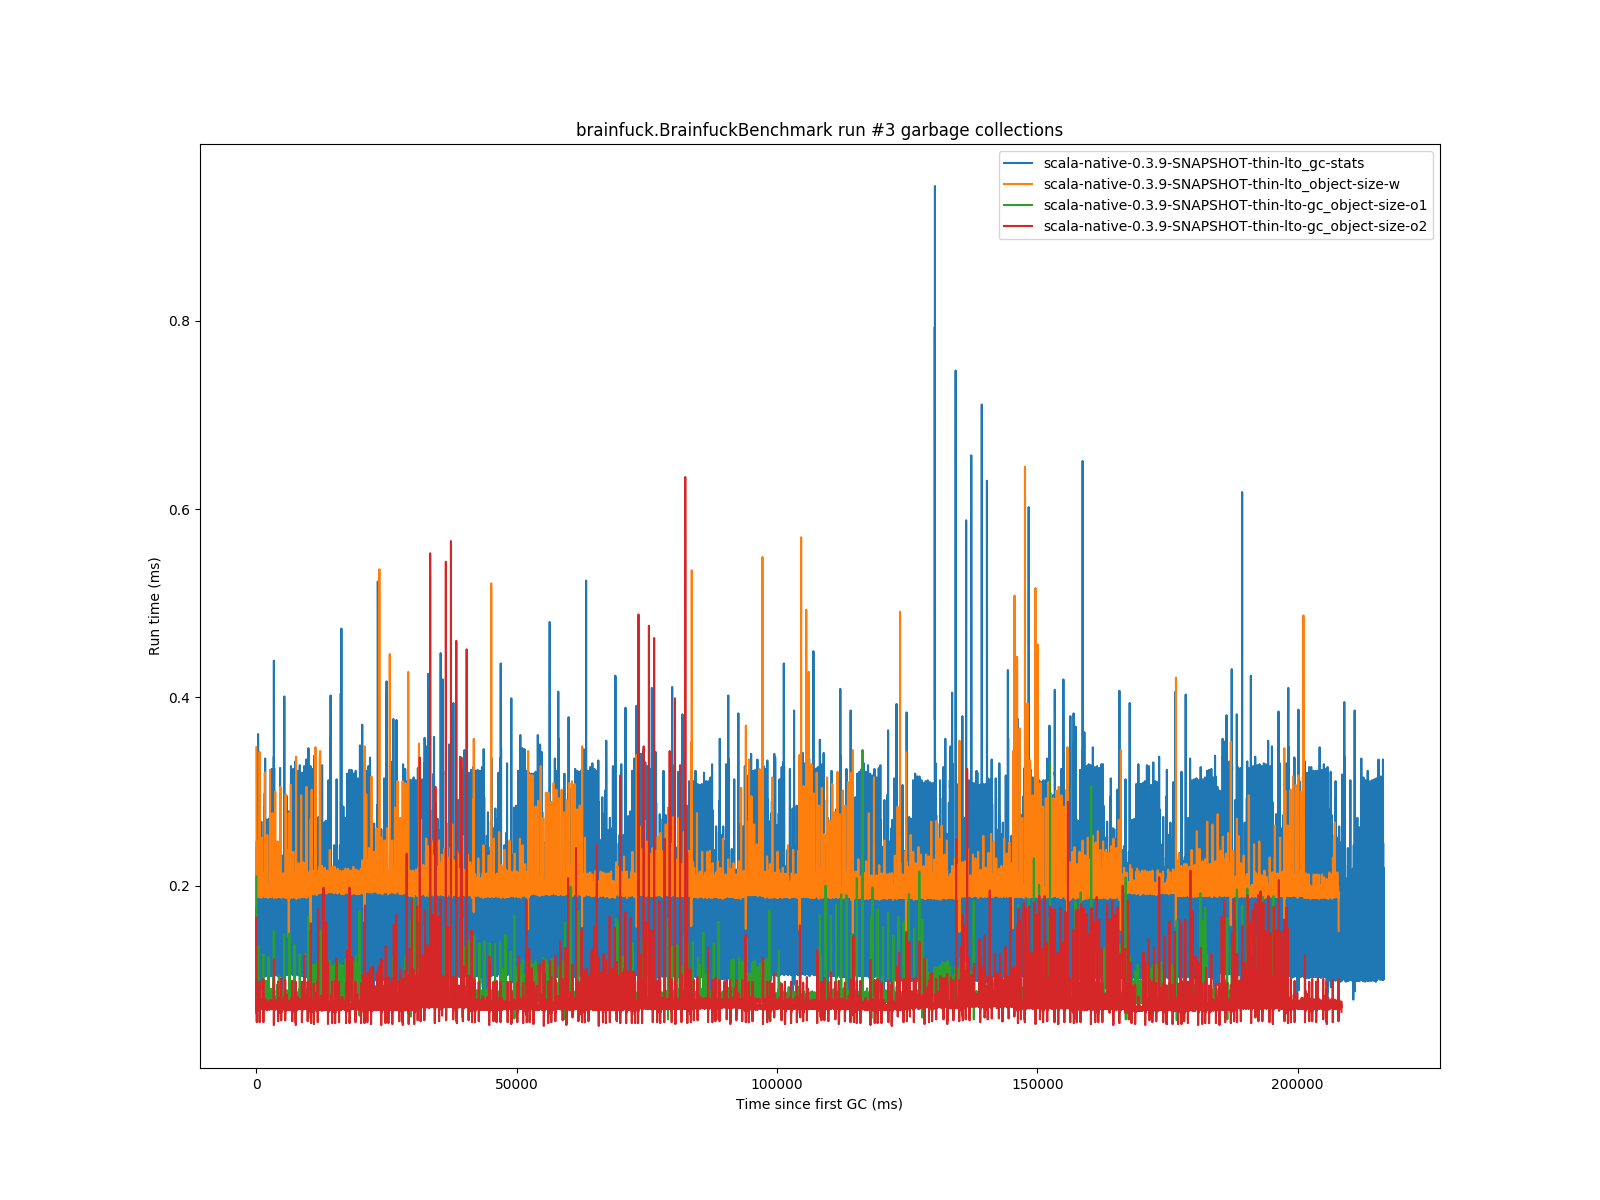 brainfuck.BrainfuckBenchmark run #3 garbage collections
scala-native-0.3.9-SNAPSHOT-thin-lto_gc-stats
scala-native-0.3.9-SNAPSHOT-thin-lto_object-size-w
scala-native-0.3.9-SNAPSHOT-thin-lto-gc_object-size-o1
scala-native-0.3.9-SNAPSHOT-thin-lto-gc_object-size-o2
0.8
0.6
0.4
0.2
Run time (ms)
0
50000
100000
150000
200000
Time since first GC (ms)